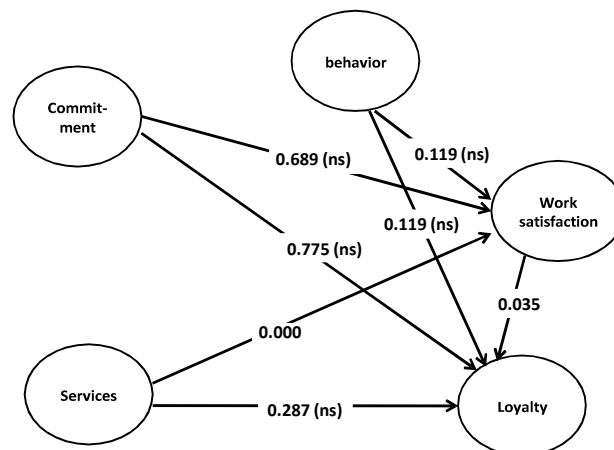 behavior
Commit-
ment
0.119 (ns)
0.689 (ns)
Work
satisfaction
0.119 (ns)
0.775 (ns)
0.035
0.000
Services
0.287 (ns)
Loyalty